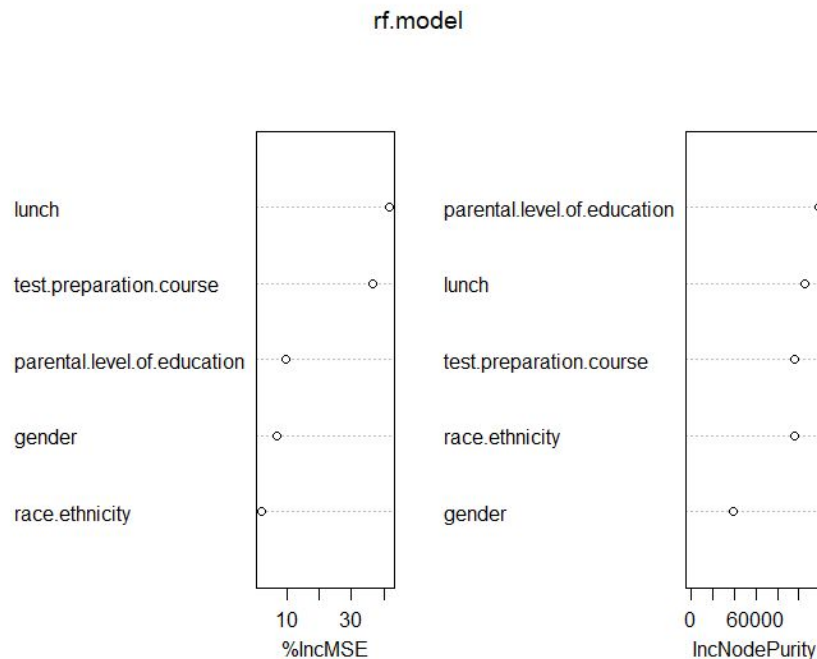 rf.model
lunch
test.preparation.course
parental.level.of.education
gender
race.ethnicity
10 30
%IncMSE
parental.level.of.education
lunch
test.preparation.course
race.ethnicity
gender
0 60000
IncNodePurity